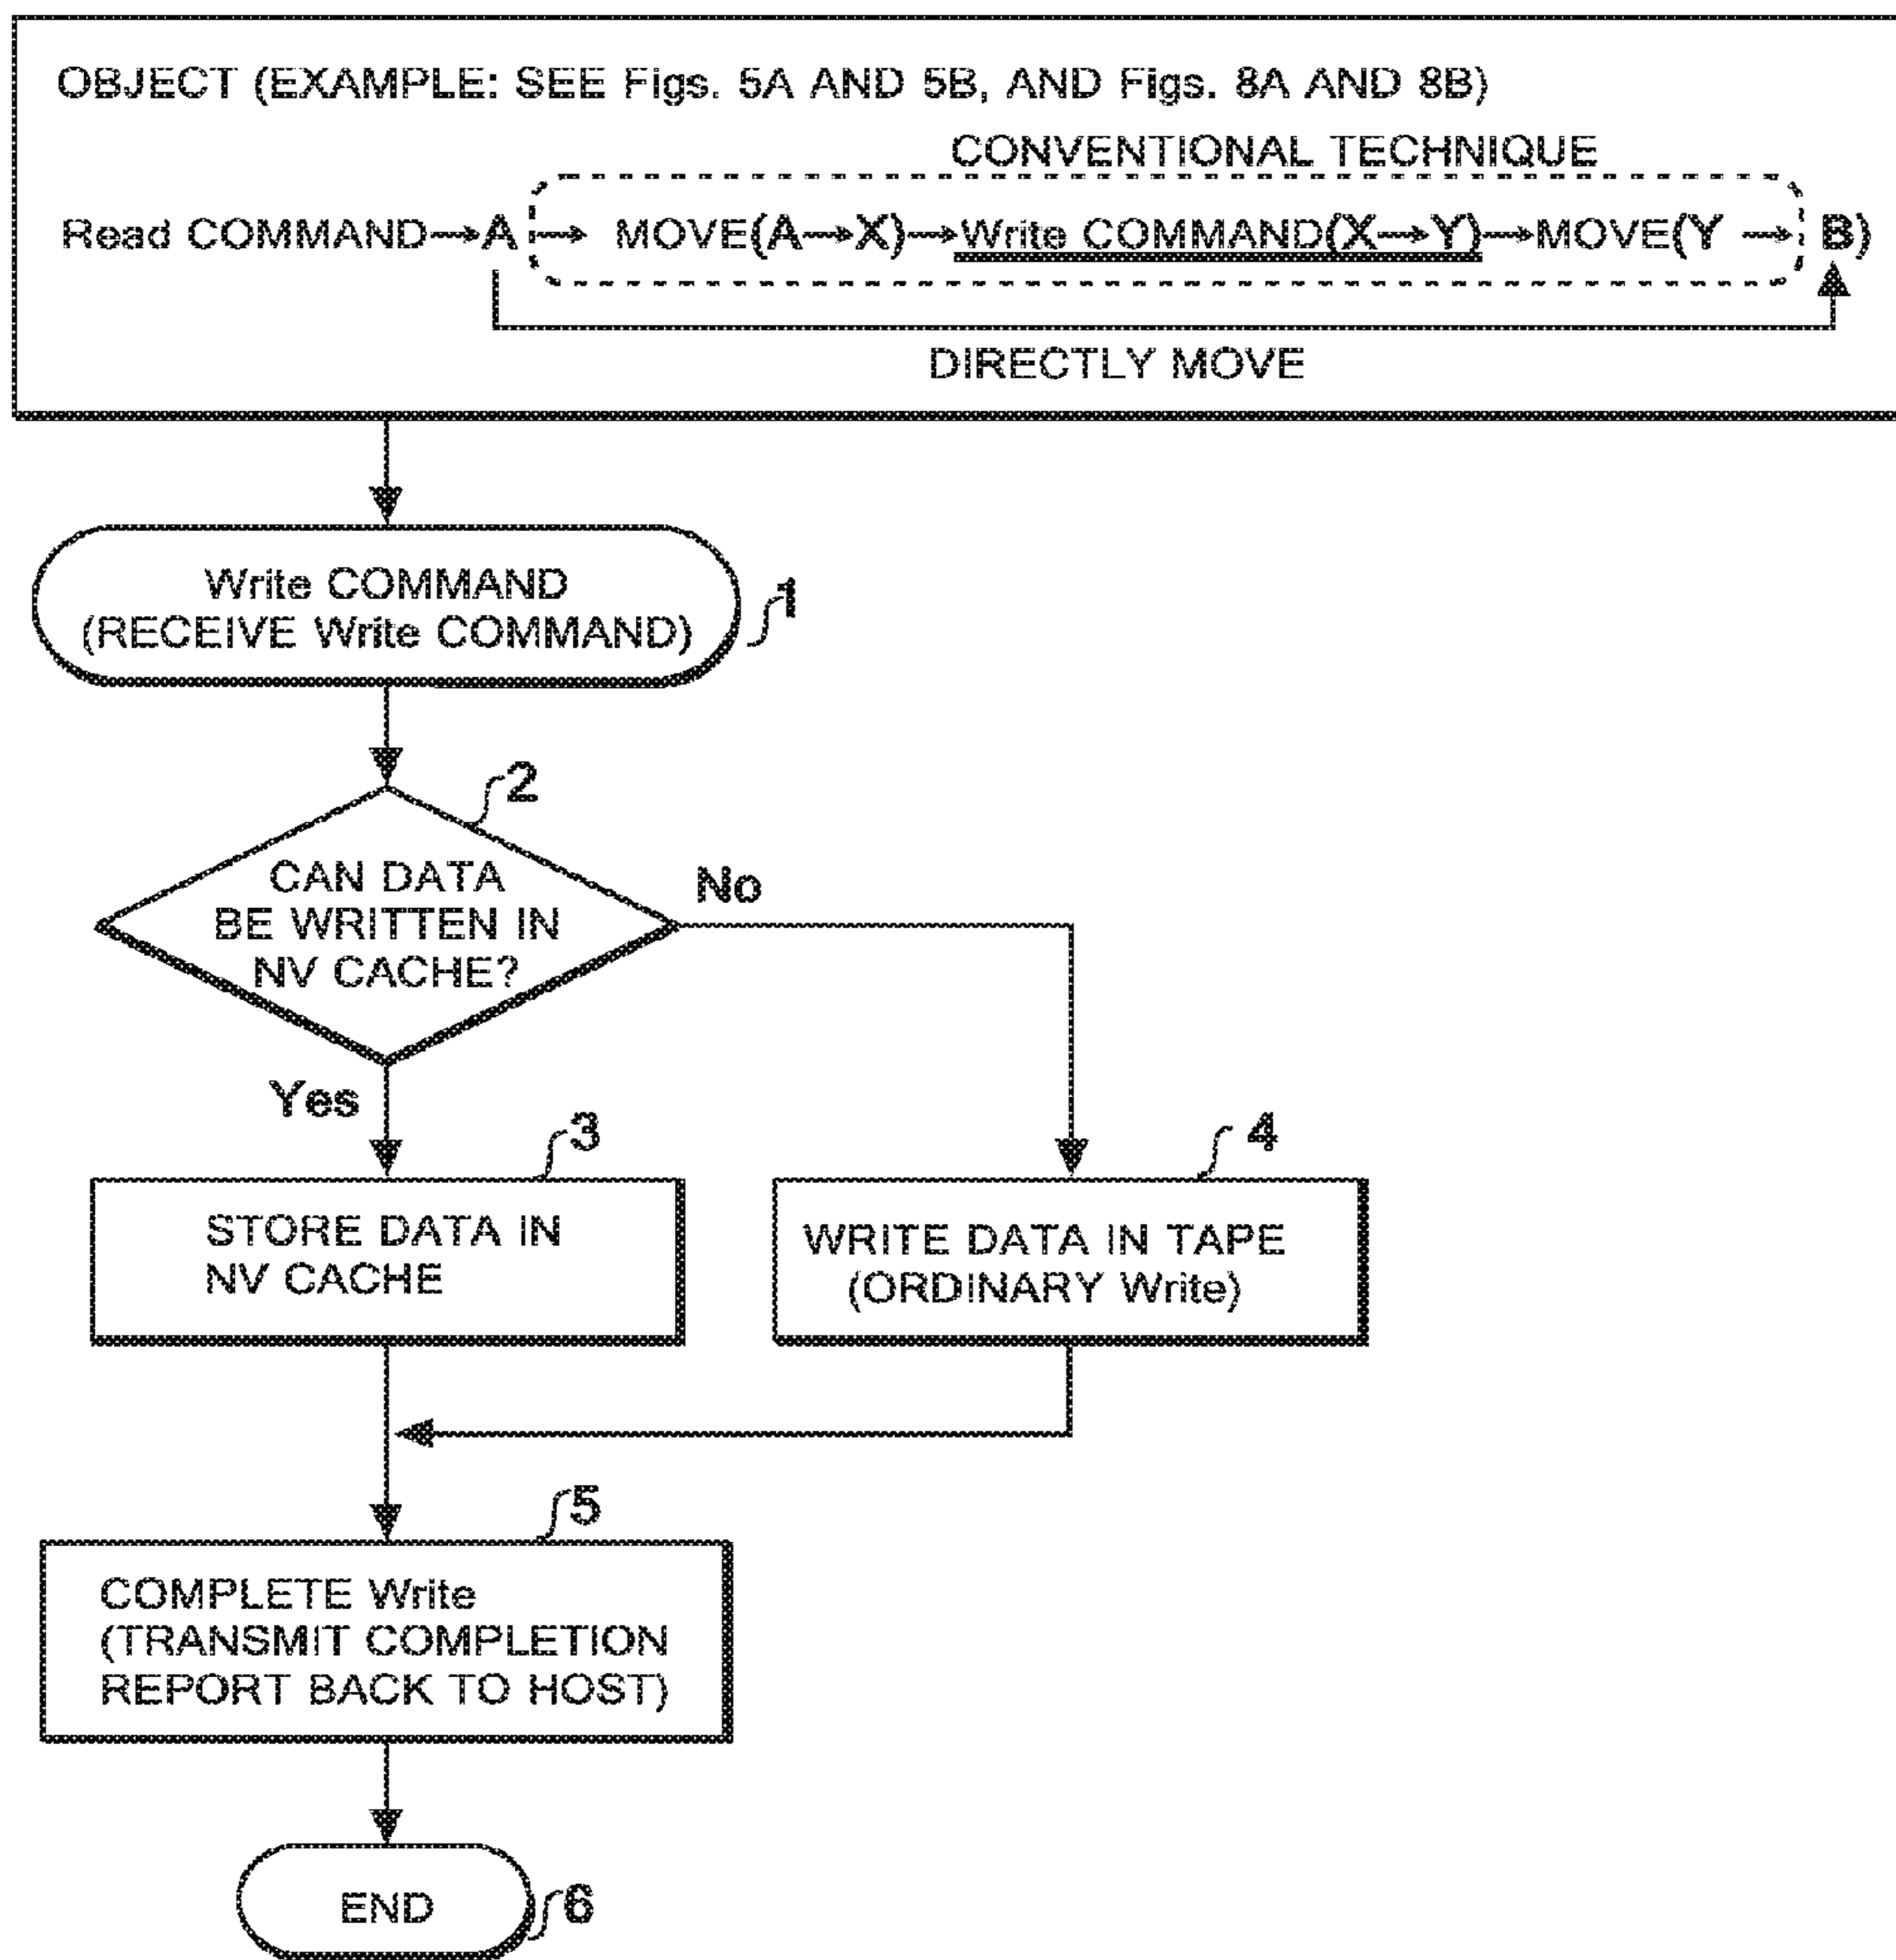 OBJECT (EXAMPLE: SEE Figs. 5A AND 5B, AND Figs. 8A AND 8B)
CONVENTIONAL TECHNIQUE
Read COMMAND→A → MOVE(A→X)→Write COMMAND(X→Y)→MOVE(Y → B)
DIRECTLY MOVE
Write COMMAND
(RECEIVE Write COMMAND)
1
2
CAN DATA
BE WRITTEN IN
NV CACHE?
No
Yes
3
4
STORE DATA IN
NV CACHE
WRITE DATA IN TAPE
(ORDINARY Write)
5
COMPLETE Write
(TRANSMIT COMPLETION
REPORT BACK TO HOST)
END
6